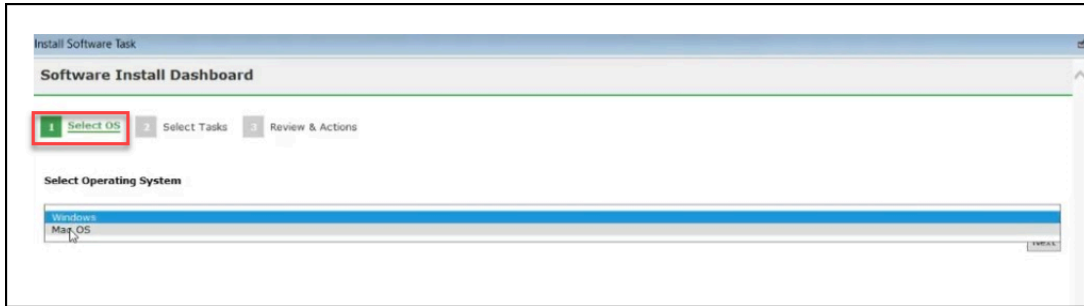 Install Software Task
Software Install Dashboard
1 Select OS 2 Select Tasks 3 Review & Actions
Select Operating System
Windows
Mac OS
Next